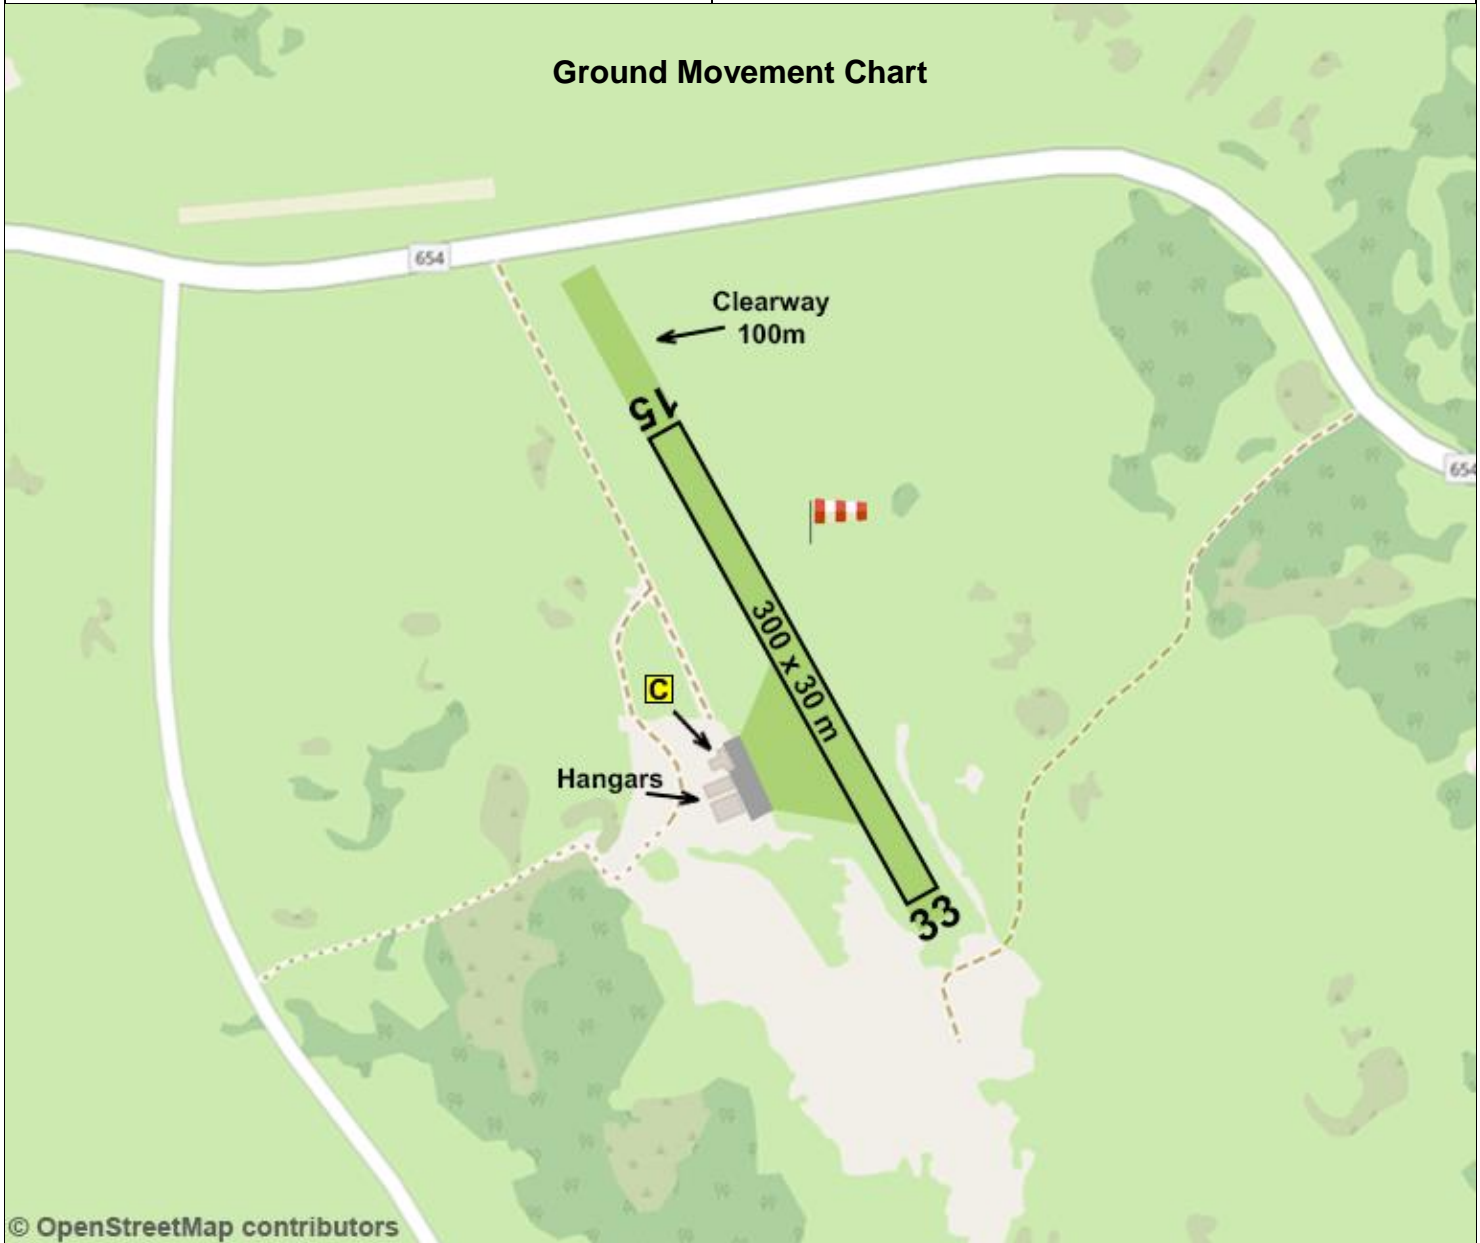 Ground Movement Chart
654
Clearway
100m
15
654
300 x 30 m
C
Hangars
33
© OpenStreetMap contributors